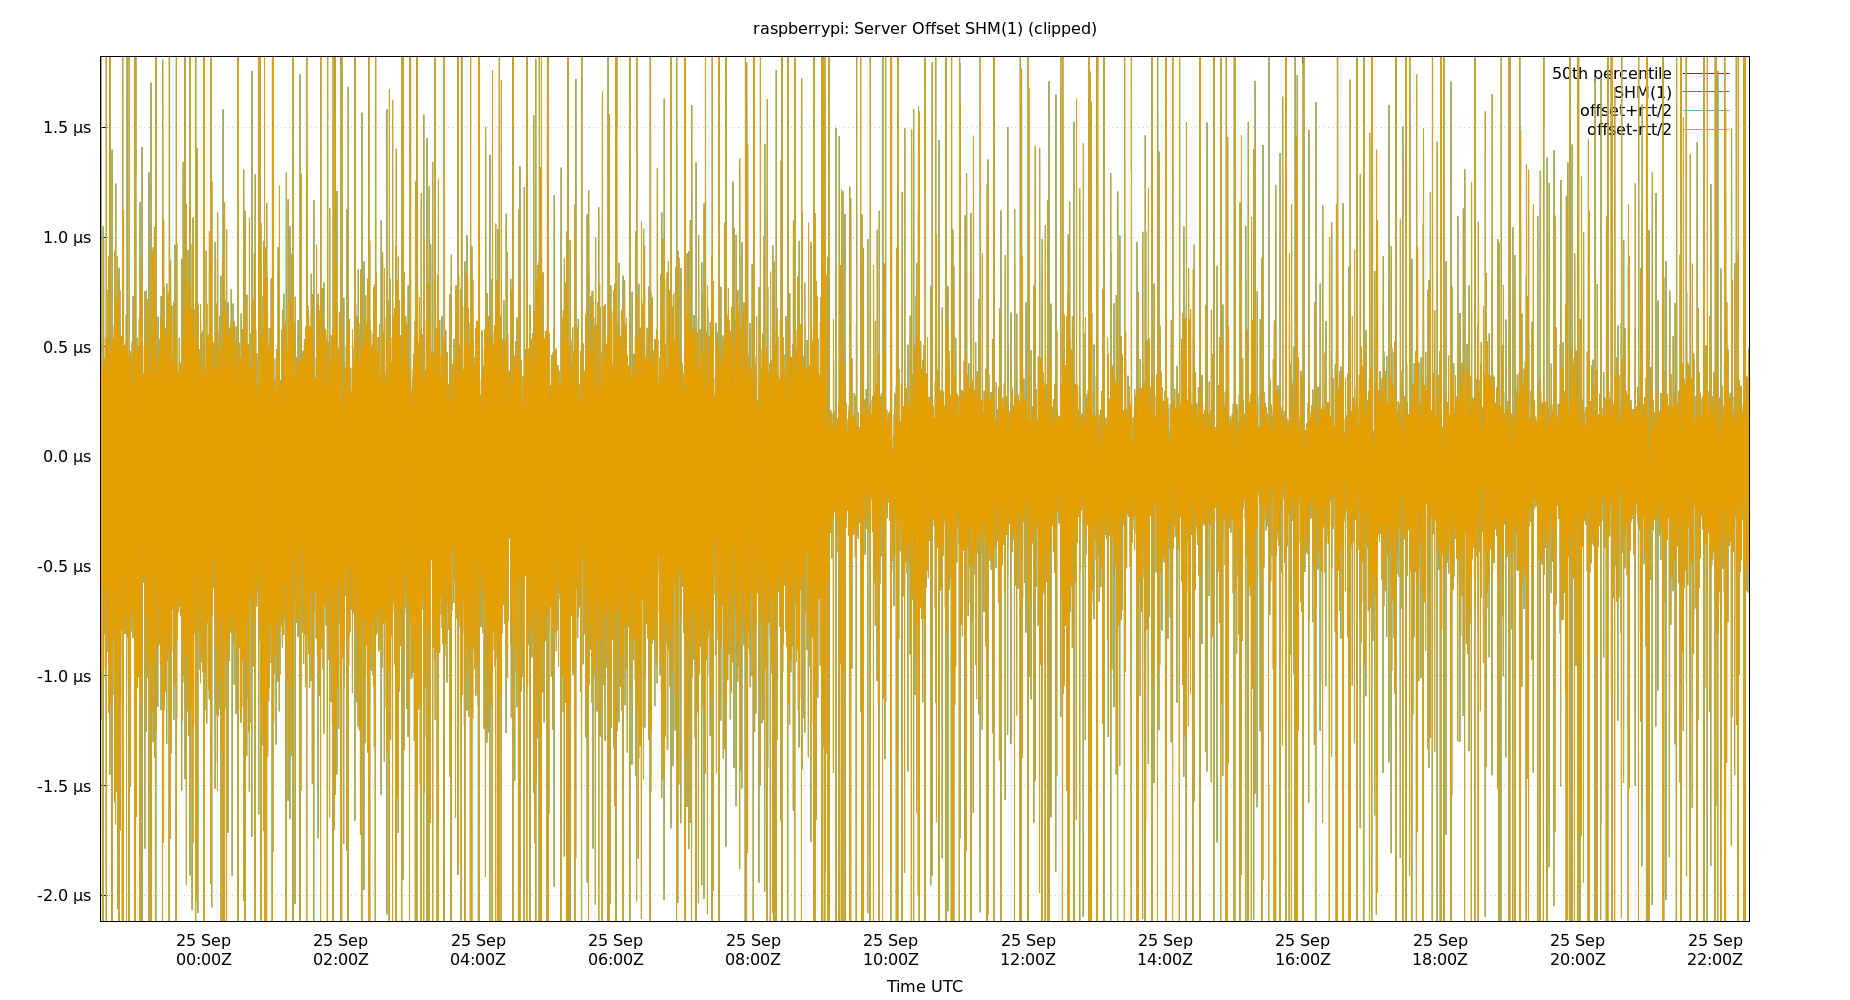 raspberrypi: Server Offset SHM(1) (clipped)
50th percentile
SHM(1)
offset+rtt/2
offset-rtt/2
1.5 µs
1.0 µs
0.5 µs
0.0 µs
-0.5 µs
-1.0 µs
-1.5 µs
-2.0 µs
25 Sep 25 Sep 25 Sep 25 Sep 25 Sep 25 Sep 25 Sep 25 Sep 25 Sep 25 Sep 25 Sep 25 Sep
00:00Z 02:00Z 04:00Z 06:00Z 08:00Z 10:00Z 12:00Z 14:00Z 16:00Z 18:00Z 20:00Z 22:00Z
Time UTC